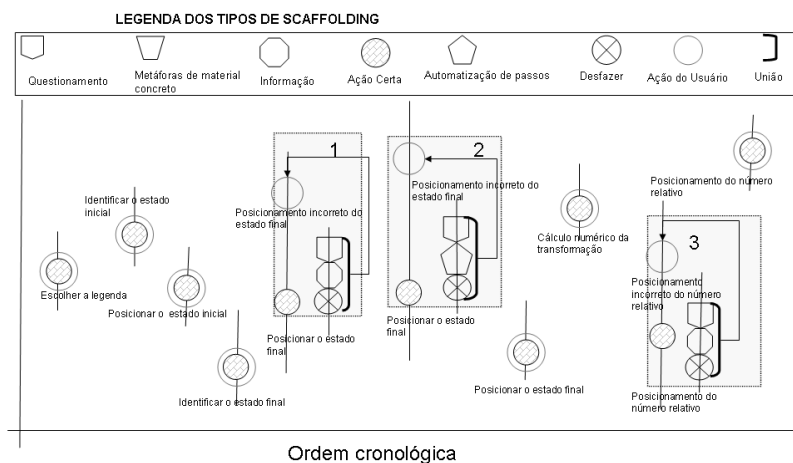 LEGENDA DOS TIPOS DE SCAFFOLDING
Questionamento
Metáforas de material
concreto
Informação
Ação Certa
Automatização de passos
Desfazer
Ação do Usuário
União
1
2
3
Identificar o estado
inicial
Escolher a legenda
Posicionar o estado inicial
Identificar o estado final
Posicionamento incorreto do
estado final
Posicionar o estado
final
Posicionamento incorreto do
estado final
Posicionar o estado
final
Posicionar o estado final
Cálculo numérico da
transformação
Posicionamento do número
relativo
Posicionamento
incorreto do número
relativo
Posicionamento do
número relativo
Ordem cronológica